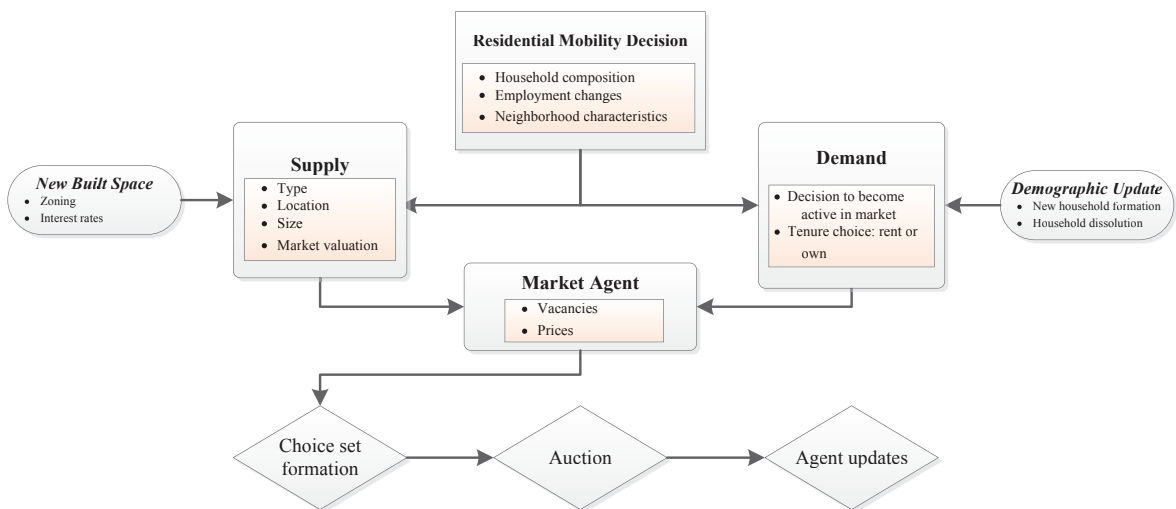 Residential Mobility Decision
• Household composition
• Employment changes
• Neighborhood characteristics
New Built Space
• Zoning
• Interest rates
Supply
• Type
• Location
• Size
• Market valuation
Demand
• Decision to become
active in market
• Tenure choice: rent or
own
Demographic Update
• New household formation
• Household dissolution
Market Agent
• Vacancies
• Prices
Choice set
formation
Auction
Agent updates